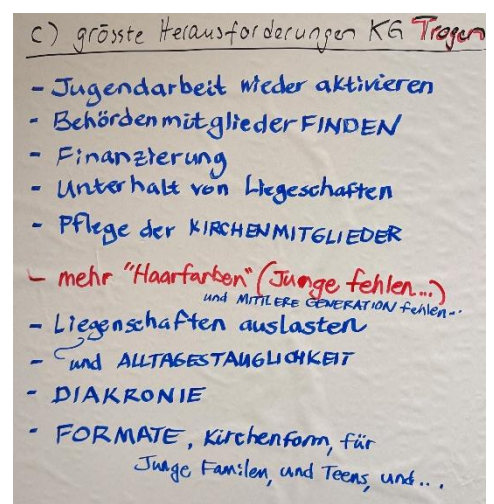 c) grösste Herausforderungen KG Trogen
- Jugendarbeit wieder aktivieren
- Behördenmitglieder FINDEN
- Finanzierung
- Unterhalt von Liegeschaften
- Pflege der KIRCHENMITGLIEDER
- mehr "Haarfarben" (Junge fehlen...)
und MITTLERE GENERATION fehlen...
- Liegenschaften auslasten
- und ALLTAGESTAUGLICHKEIT
- DIAKRONIE
- FORMATE, Kirchenform, für
Junge Familen, und Teens, und...